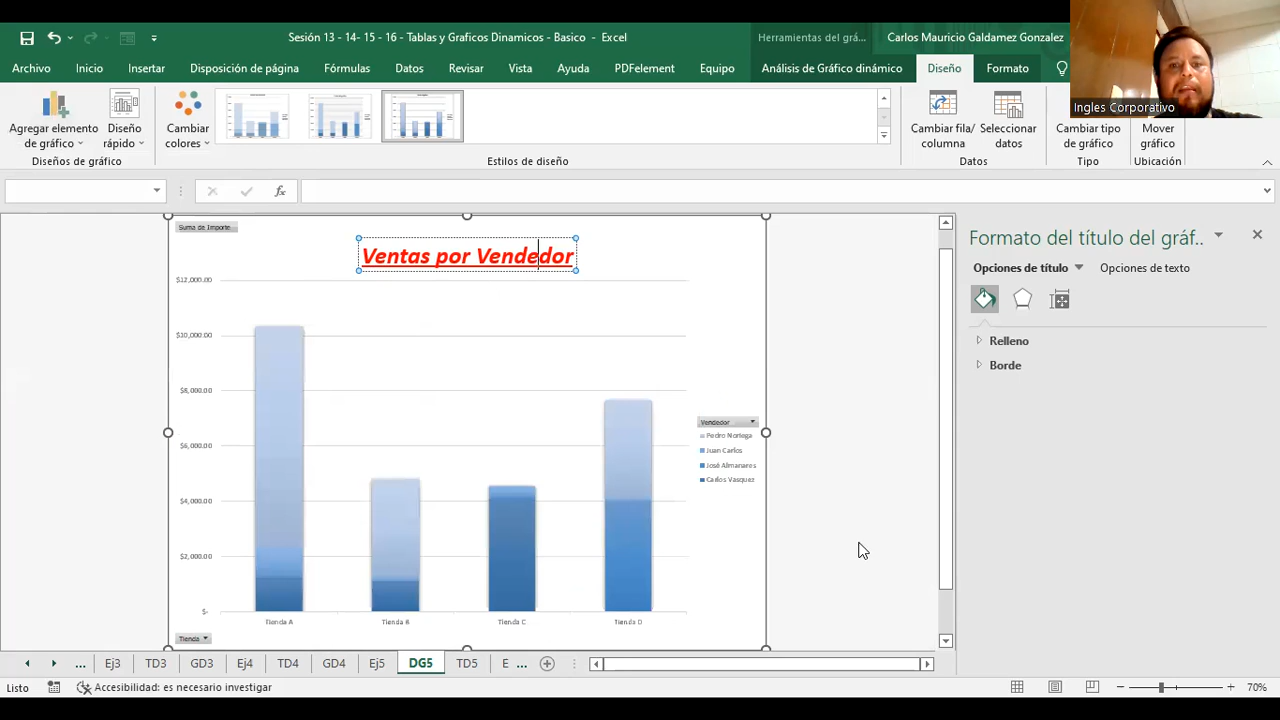 Sesión 13 - 14- 15 - 16 - Tablas y Graficos Dinamicos - Basico - Excel
Herramientas del grá...
Carlos Mauricio Galdamez Gonzalez
Archivo Inicio Insertar Disposición de página Fórmulas Datos Revisar Vista Ayuda PDFelement Equipo Análisis de Gráfico dinámico Diseño Formato
Ingles Corporativo
Agregar elemento de gráfico
Diseño rápido
Cambiar colores
Cambiar fila/ columna
Seleccionar datos
Cambiar tipo de gráfico
Mover gráfico
Diseños de gráfico
Estilos de diseño
Datos
Tipo
Ubicación
fx
Suma de Importe
Ventas por Vendedor
$12,000.00
$10,000.00
$8,000.00
$6,000.00
$4,000.00
$2,000.00
$-
Tienda A Tienda B Tienda C Tienda D
Tienda
Vendedor
Pedro Noriega
Juan Carlos
José Almanares
Carlos Vasquez
Formato del título del gráf...
Opciones de título
Opciones de texto
Relleno
Borde
... Ej3 TD3 GD3 Ej4 TD4 GD4 Ej5 DG5 TD5 E ...
Listo
Accesibilidad: es necesario investigar
70%